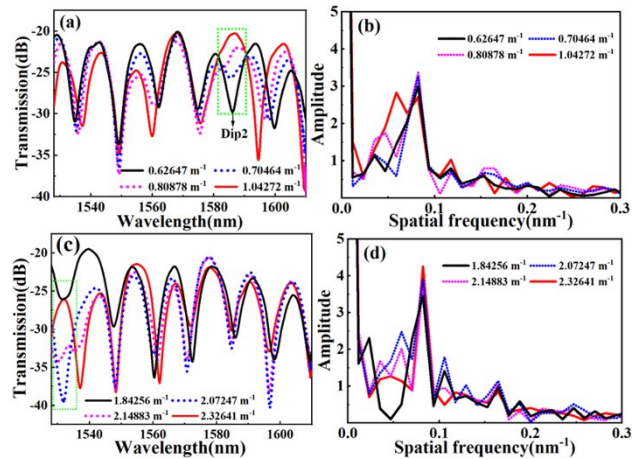 (a)
Transmission(dB)
-20
-25
-30
-35
-40
Dip2
0.62647 m⁻¹
0.70464 m⁻¹
0.80878 m⁻¹
1.04272 m⁻¹
1540
1560
1580
1600
Wavelength(nm)
(b)
Amplitude
5
4
3
2
1
0.62647 m⁻¹
0.70464 m⁻¹
0.80878 m⁻¹
1.04272 m⁻¹
0.0
0.1
0.2
0.3
Spatial frequency(nm⁻¹)
(c)
Transmission(dB)
-20
-25
-30
-35
-40
1.84256 m⁻¹
2.07247 m⁻¹
2.14883 m⁻¹
2.32641 m⁻¹
1540
1560
1580
1600
Wavelength(nm)
(d)
Amplitude
5
4
3
2
1
1.84256 m⁻¹
2.07247 m⁻¹
2.14883 m⁻¹
2.32641 m⁻¹
0.0
0.1
0.2
0.3
Spatial frequency(nm⁻¹)